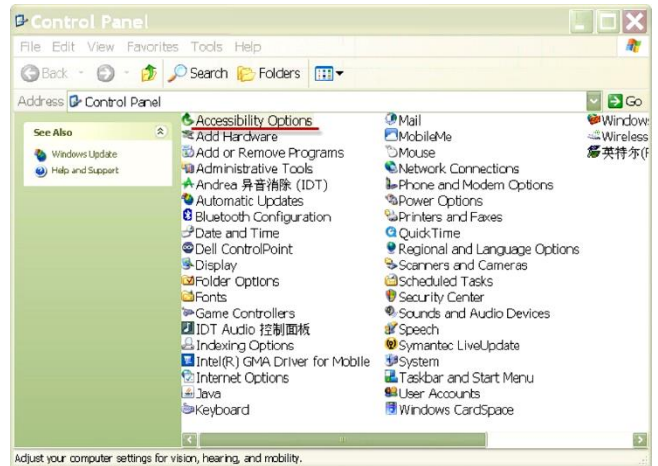 Control Panel
File Edit View Favorites Tools Help
Back Search Folders
Address Control Panel Go
See Also
Windows Update
Help and Support
Accessibility Options
Add Hardware
Add or Remove Programs
Administrative Tools
Andrea 异音消除 (IDT)
Automatic Updates
Bluetooth Configuration
Date and Time
Dell ControlPoint
Display
Folder Options
Fonts
Game Controllers
IDT Audio 控制面板
Indexing Options
Intel(R) GMA Driver for Mobile
Internet Options
Java
Keyboard
Mail
MobileMe
Mouse
Network Connections
Phone and Modem Options
Power Options
Printers and Faxes
QuickTime
Regional and Language Options
Scanners and Cameras
Scheduled Tasks
Security Center
Sounds and Audio Devices
Speech
Symantec LiveUpdate
System
Taskbar and Start Menu
User Accounts
Windows CardSpace
Window
Wireless
英特尔(
Adjust your computer settings for vision, hearing, and mobility.